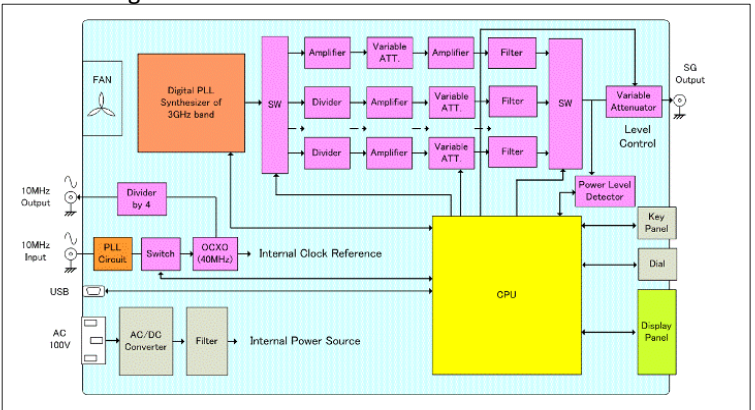 FAN
Digital PLL
Synthesizer of
3GHz band
SW
Amplifier
Variable
ATT.
Amplifier
Filter
Divider
Amplifier
Variable
ATT.
Filter
Divider
Amplifier
Variable
ATT.
Filter
SW
Variable
Attenuator
SG
Output
Level
Control
Power Level
Detector
10MHz
Output
Divider
by 4
10MHz
Input
PLL
Circuit
Switch
OCXO
(40MHz)
Internal Clock Reference
USB
AC
100V
AC/DC
Converter
Filter
Internal Power Source
CPU
Key
Panel
Dial
Display
Panel